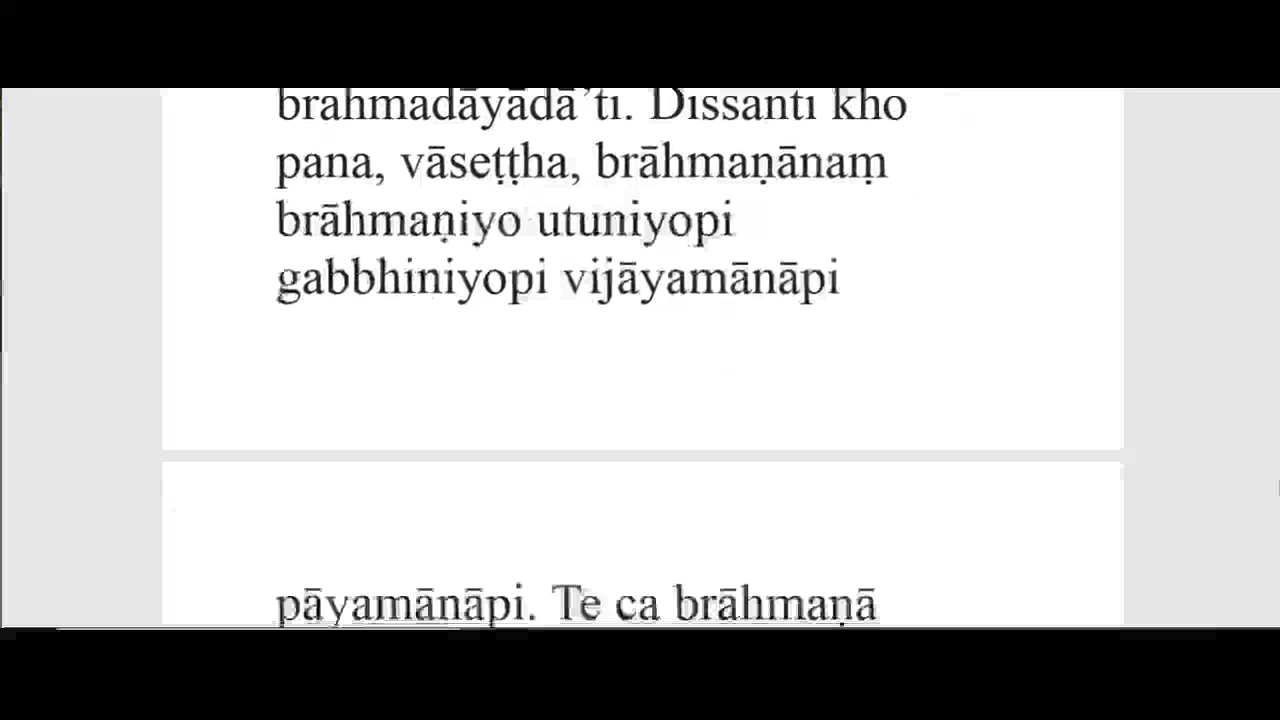 brahmadāyādā’ti. Dissanti kho
pana, vāseṭṭha, brāhmaṇānaṃ
brāhmaṇiyo utuniyopi
gabbhiniyopi vijāyamānāpi
pāyamānāpi. Te ca brāhmaṇā